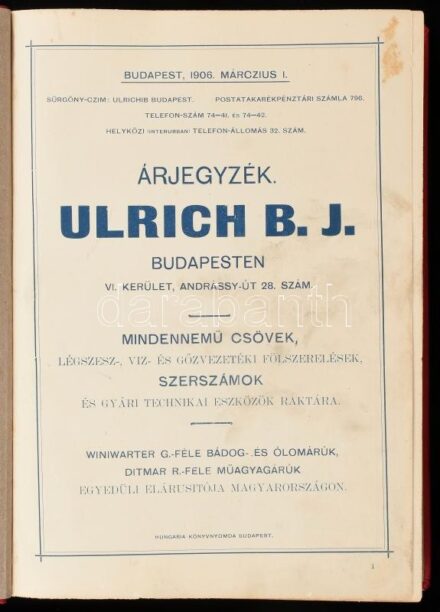 BUDAPEST, 1906. MÁRCZIUS 1.
SÜRGÖNY-CZIM: ULRICHIB BUDAPEST. POSTATAKARÉKPÉNZTÁRI SZÁMLA 796.
TELEFON-SZÁM 74—41. ÉS 74—42.
HELYKÖZI (INTERURBAN) TELEFON-ÁLLOMÁS 32. SZÁM.
ÁRJEGYZÉK.
ULRICH B. J.
BUDAPESTEN
VI. KERÜLET, ANDRÁSSY-ÚT 28. SZÁM.
darabanth
MINDENNEMŰ CSÖVEK,
LÉGSZESZ-, VIZ- ÉS GŐZVEZETÉKI FÖLSZERELÉSEK,
SZERSZÁMOK
ÉS GYÁRI TECHNIKAI ESZKÖZÖK RAKTÁRA.
WINIWARTER G.-FÉLE BÁDOG- ÉS ÓLOMÁRÚK,
DITMAR R.-FÉLE MŰAGYAGÁRÚK
EGYEDÜLI ELÁRUSITÓJA MAGYARORSZÁGON.
HUNGARIA KÖNYVNYOMDA BUDAPEST.
1